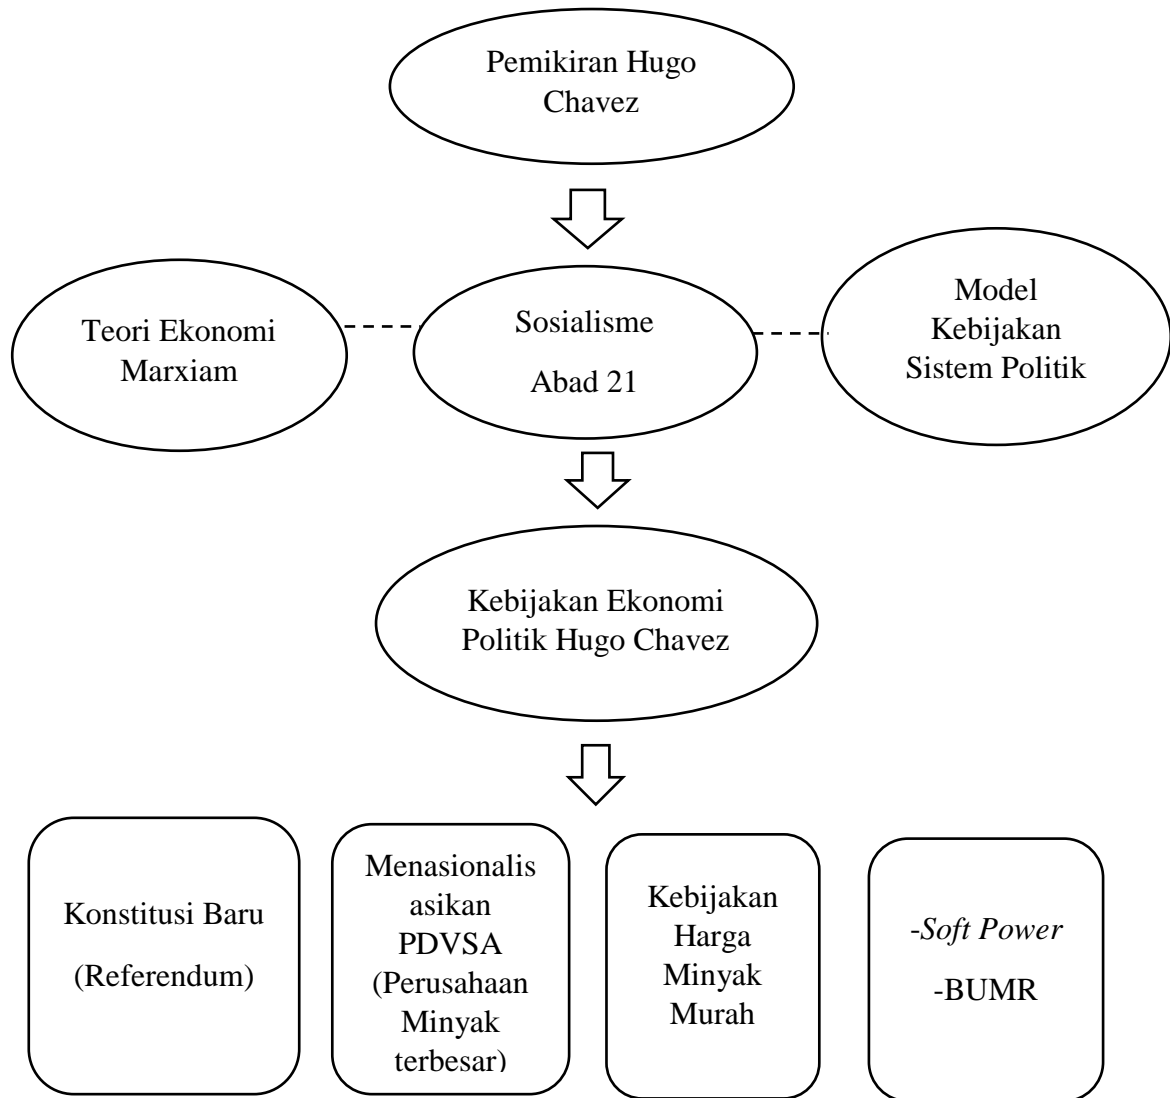 Pemikiran Hugo
Chavez
Teori Ekonomi
Marxiam
Sosialisme
Abad 21
Model
Kebijakan
Sistem Politik
Kebijakan Ekonomi
Politik Hugo Chavez
Konstitusi Baru
(Referendum)
Menasionalis
asikan
PDVSA
(Perusahaan
Minyak
terbesar)
Kebijakan
Harga
Minyak
Murah
-Soft Power
-BUMR